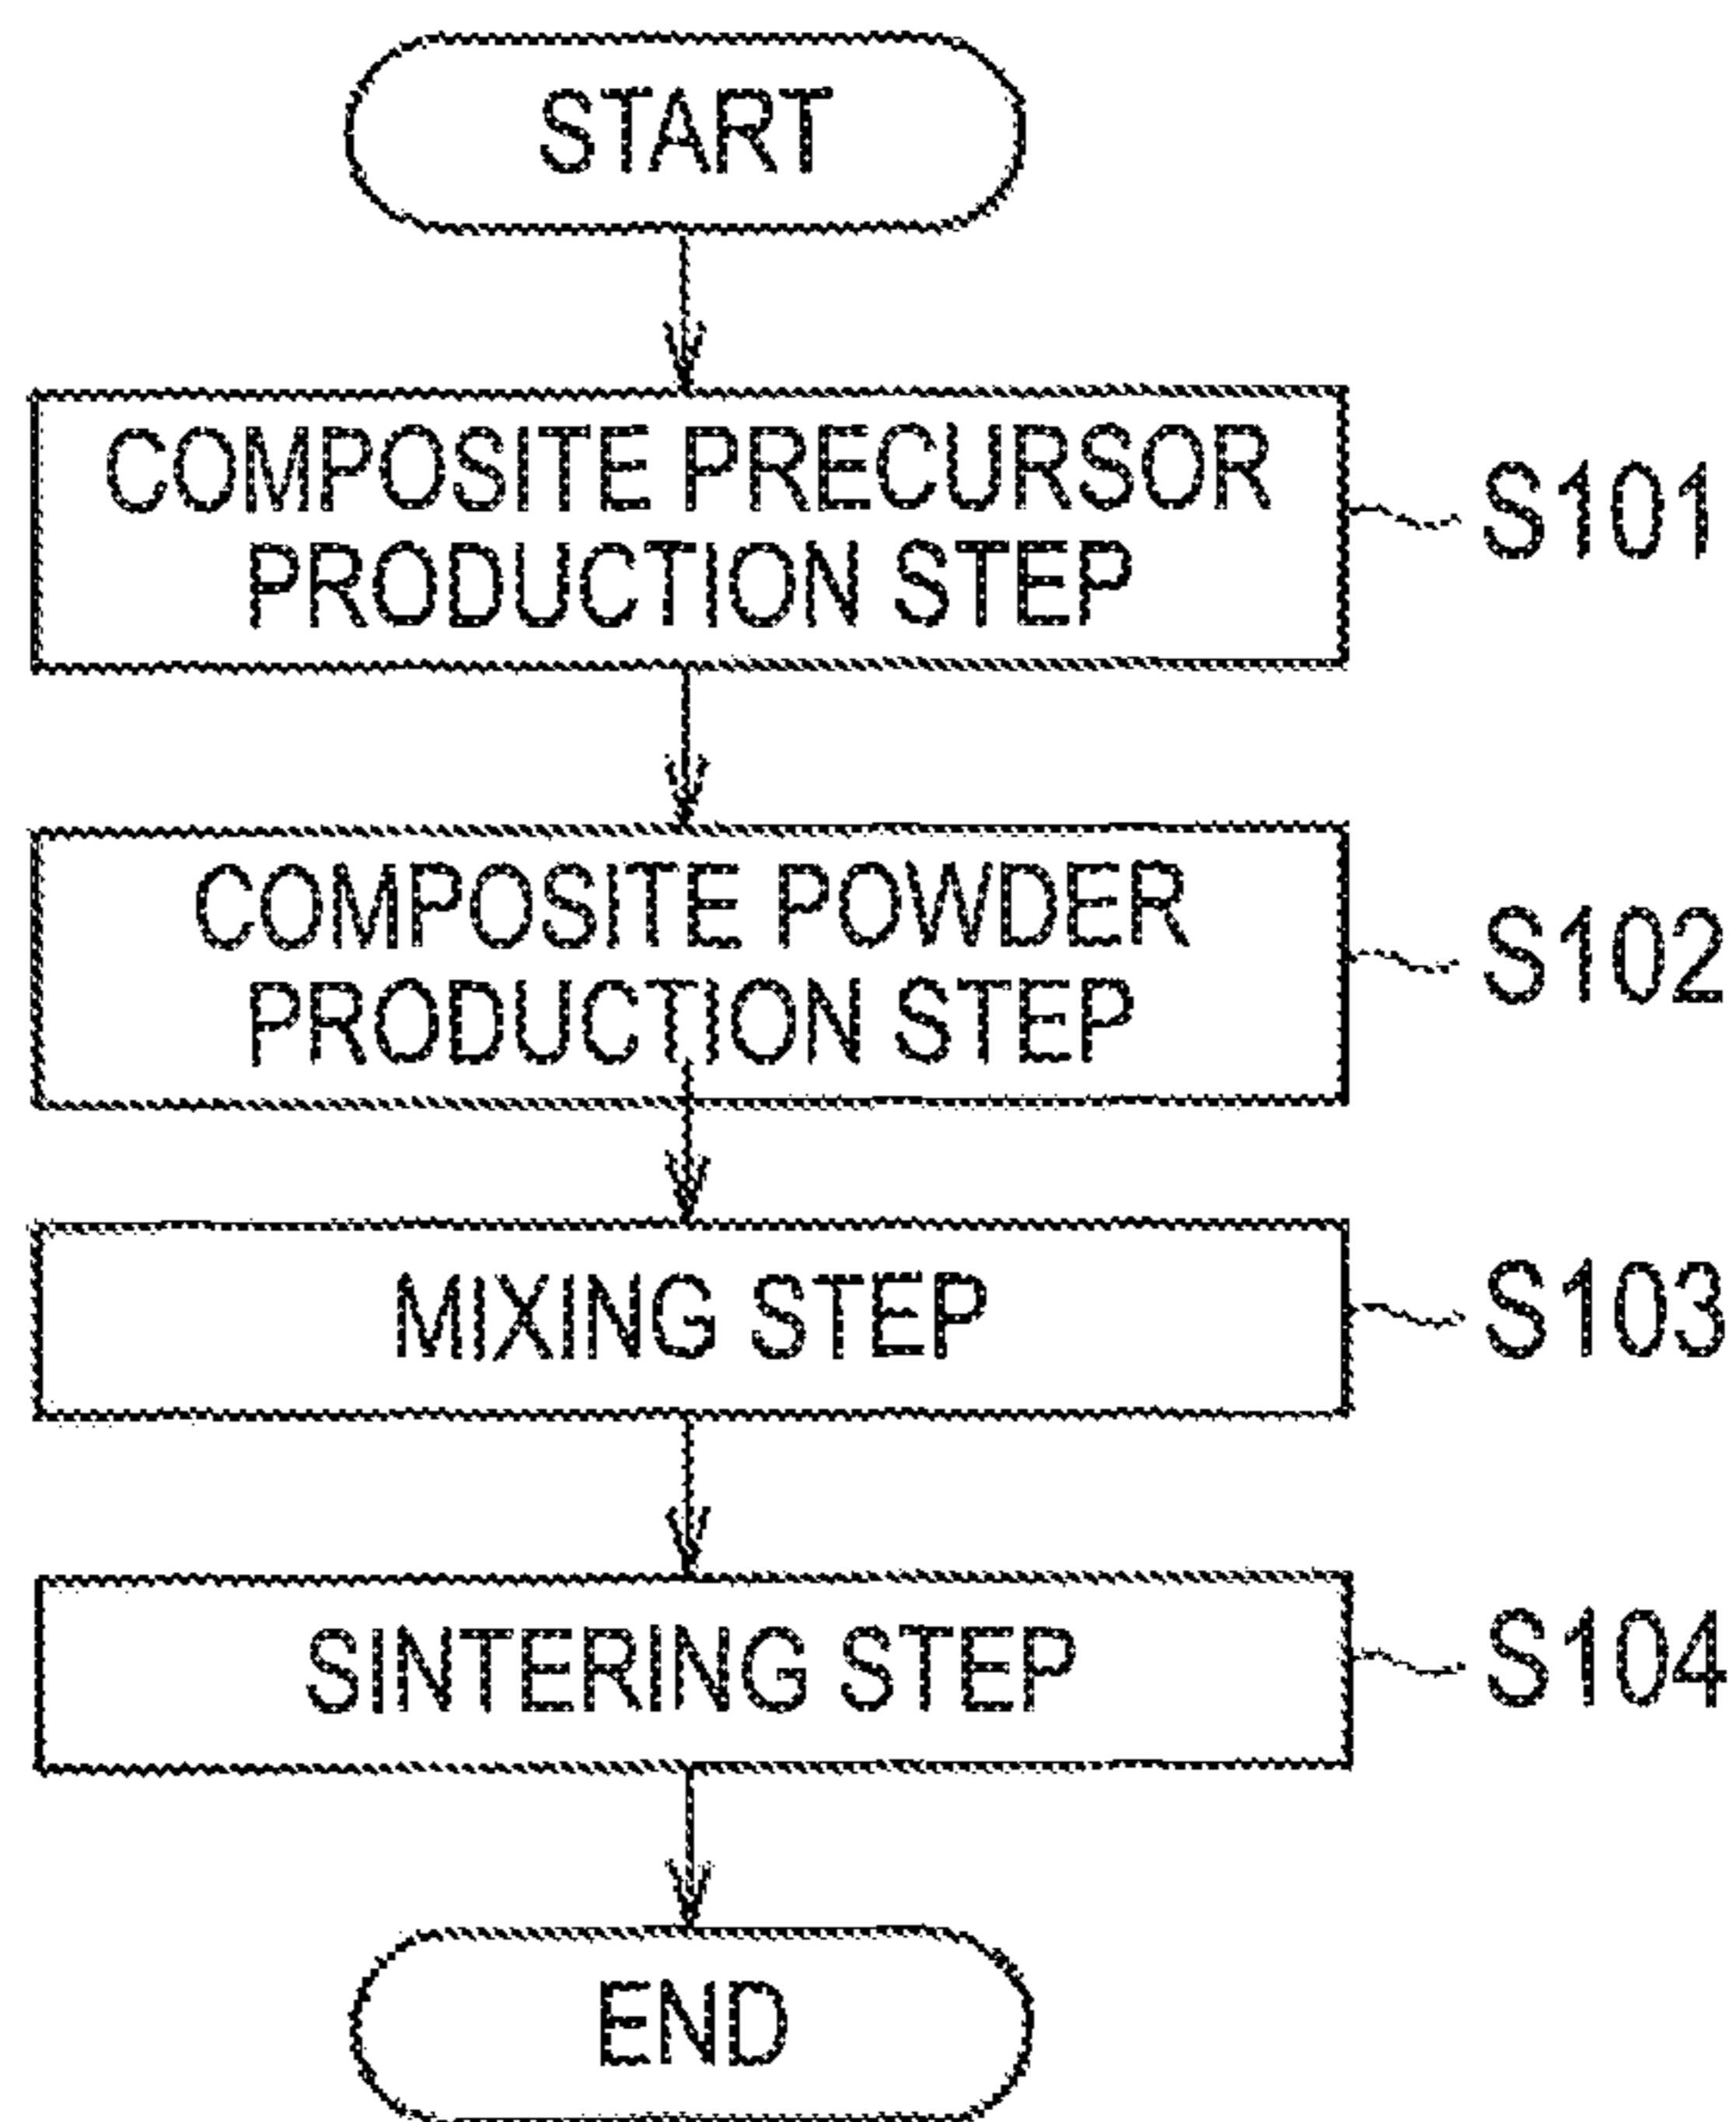 START
COMPOSITE PRECURSOR
PRODUCTION STEP
S101
COMPOSITE POWDER
PRODUCTION STEP
S102
MIXING STEP
S103
SINTERING STEP
S104
END